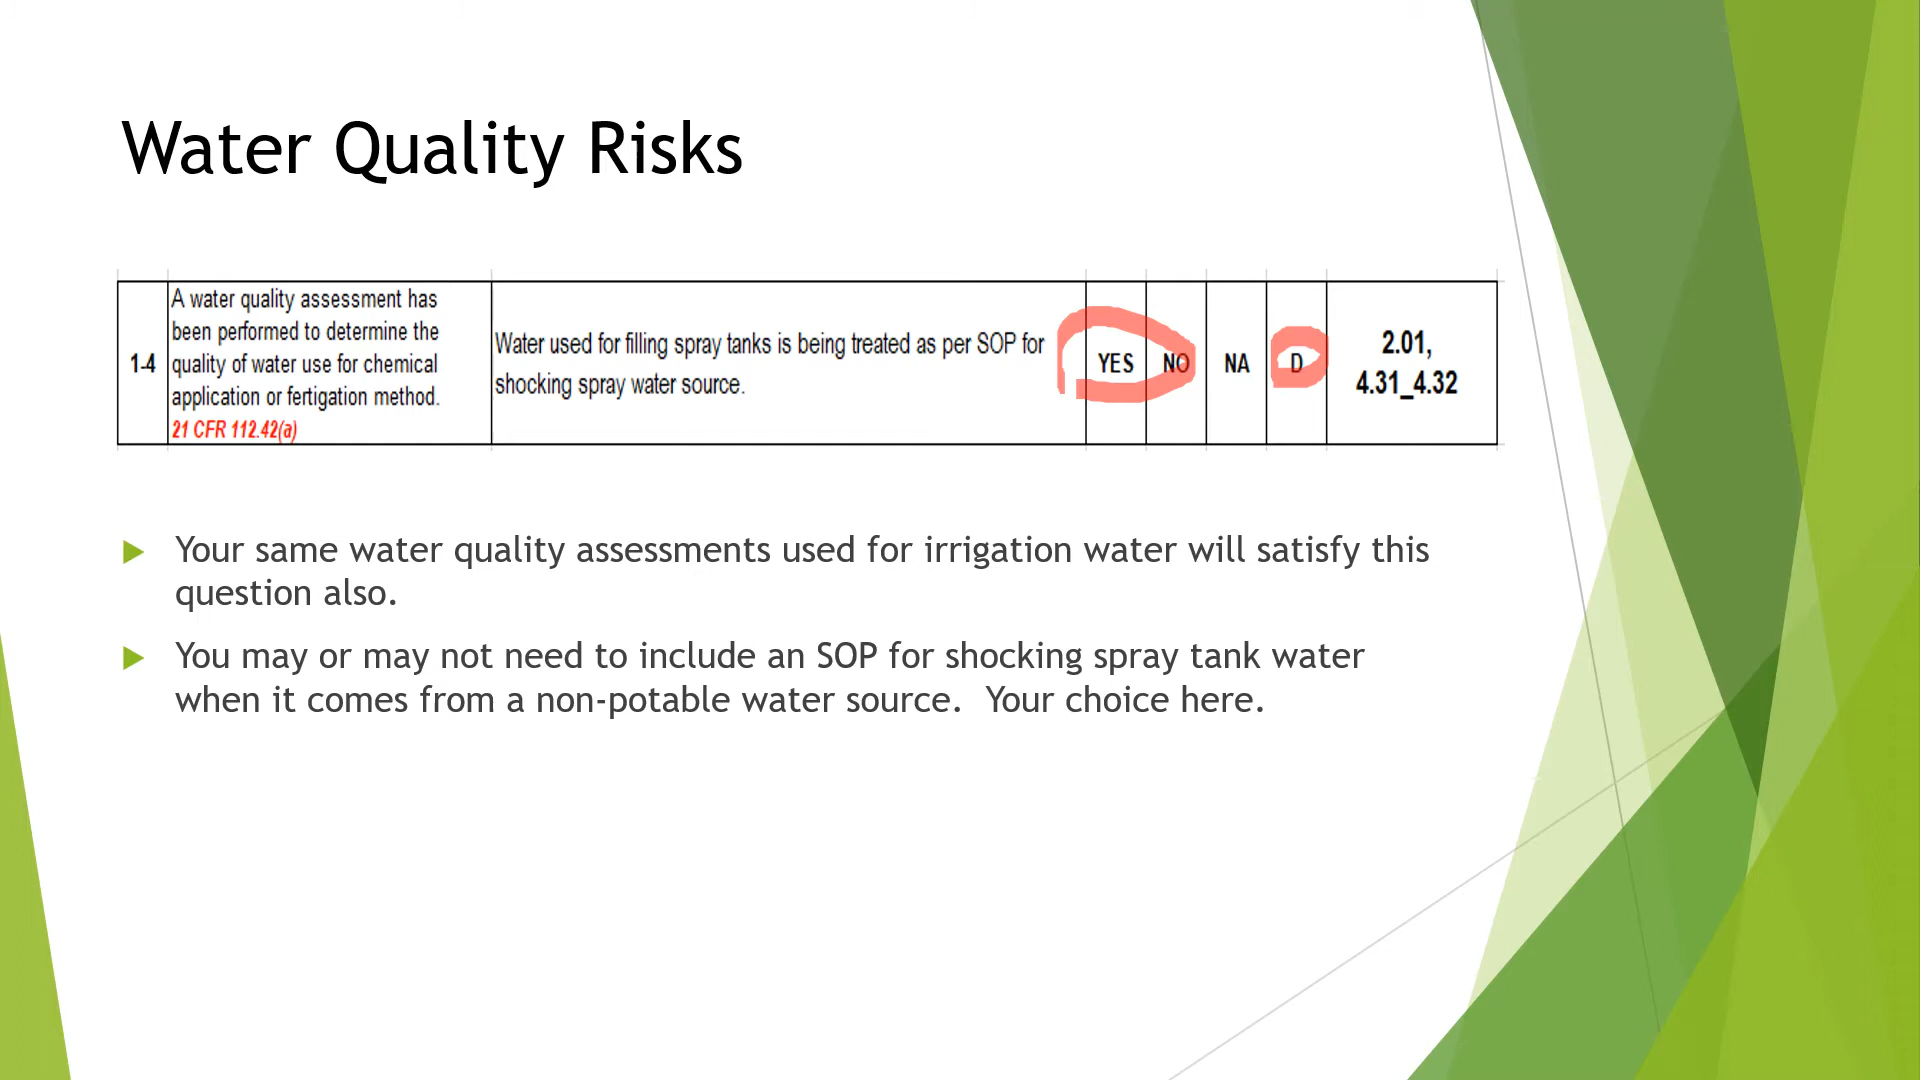 Water Quality Risks
1-4
A water quality assessment has
been performed to determine the
quality of water use for chemical
application or fertigation method.
21 CFR 112.42(a)
Water used for filling spray tanks is being treated as per SOP for
shocking spray water source.
YES
NO
NA
D
2.01,
4.31_4.32
Your same water quality assessments used for irrigation water will satisfy this
question also.
You may or may not need to include an SOP for shocking spray tank water
when it comes from a non-potable water source.  Your choice here.